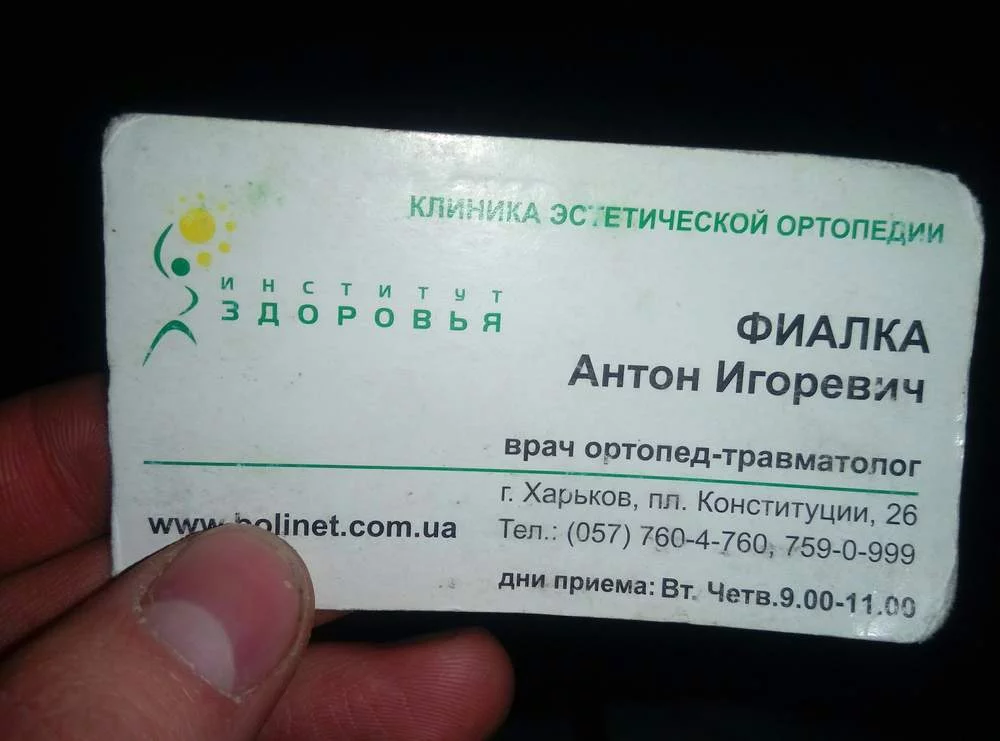 КЛИНИКА ЭСТЕТИЧЕСКОЙ ОРТОПЕДИИ
ИНСТИТУТ
ЗДОРОВЬЯ
ФИАЛКА
Антон Игоревич
врач ортопед-травматолог
г. Харьков, пл. Конституции, 26
www.bolinet.com.ua
Тел.: (057) 760-4-760, 759-0-999
дни приема: Вт. Четв.9.00-11.00